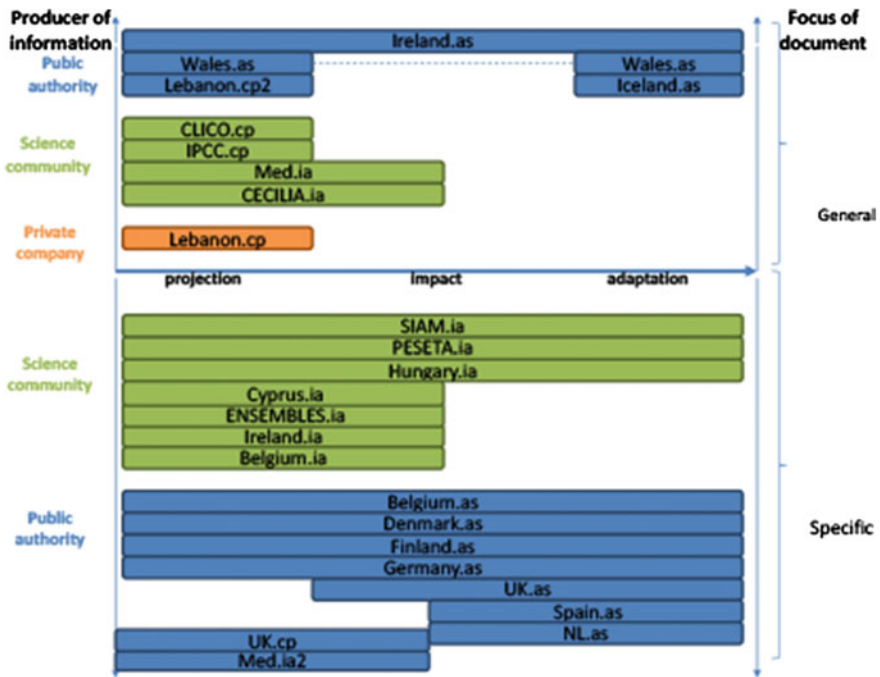 Producer of information
Focus of document
Pubic authority
Ireland.as
Wales.as
Wales.as
Lebanon.cp2
Iceland.as
Science community
CLICO.cp
IPCC.cp
Med.ia
CECILIA.ia
General
Private company
Lebanon.cp
projection
impact
adaptation
Science community
SIAM.ia
PESETA.ia
Hungary.ia
Cyprus.ia
ENSEMBLES.ia
Ireland.ia
Belgium.ia
Public authority
Belgium.as
Denmark.as
Finland.as
Germany.as
Specific
UK.as
Spain.as
NL.as
UK.cp
Med.ia2